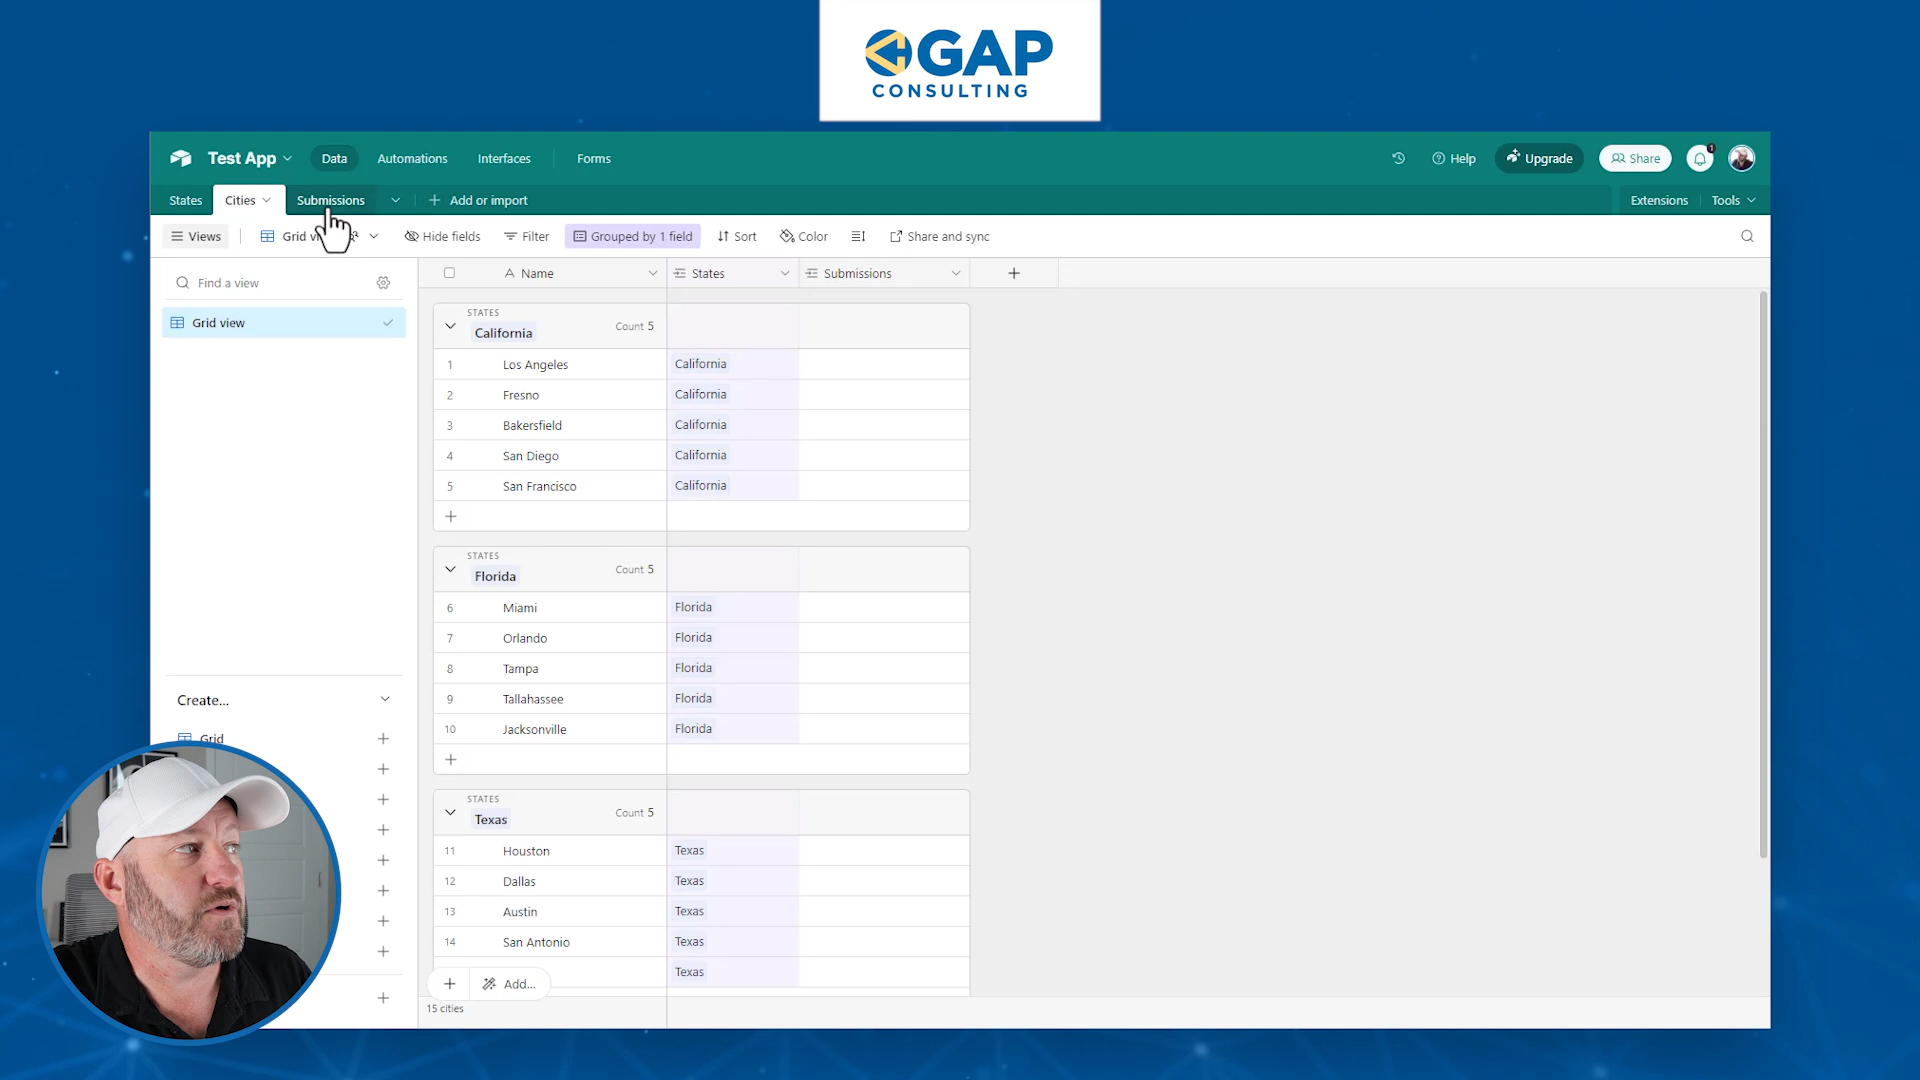 GAP
CONSULTING
Test App
Data
Automations
Interfaces
Forms
Help
Upgrade
Share
1
States
Cities
Submissions
Add or import
Extensions
Tools
Views
Hide fields
Filter
Grouped by 1 field
Sort
Color
Share and sync
Find a view
Grid view
Create...
Grid
Name
States
Submissions
STATES
California
Count 5
1 Los Angeles California
2 Fresno California
3 Bakersfield California
4 San Diego California
5 San Francisco California
STATES
Florida
Count 5
6 Miami Florida
7 Orlando Florida
8 Tampa Florida
9 Tallahassee Florida
10 Jacksonville Florida
STATES
Texas
Count 5
11 Houston Texas
12 Dallas Texas
13 Austin Texas
14 San Antonio Texas
Texas
Add...
15 cities